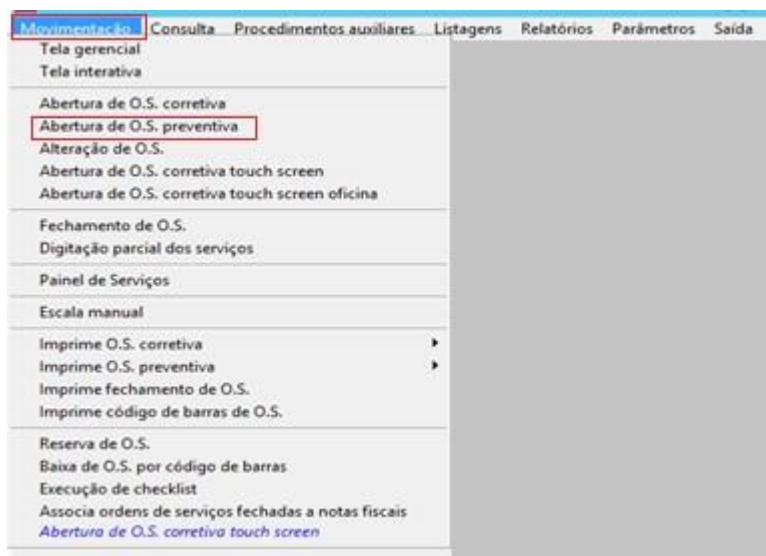 Movimentação Consulta Procedimentos auxiliares Listagens Relatórios Parâmetros Saída
Tela gerencial
Tela interativa
Abertura de O.S. corretiva
Abertura de O.S. preventiva
Alteração de O.S.
Abertura de O.S. corretiva touch screen
Abertura de O.S. corretiva touch screen oficina
Fechamento de O.S.
Digitação parcial dos serviços
Painel de Serviços
Escala manual
Imprime O.S. corretiva
Imprime O.S. preventiva
Imprime fechamento de O.S.
Imprime código de barras de O.S.
Reserva de O.S.
Baixa de O.S. por código de barras
Execução de checklist
Associa ordens de serviços fechadas a notas fiscais
Abertura de O.S. corretiva touch screen